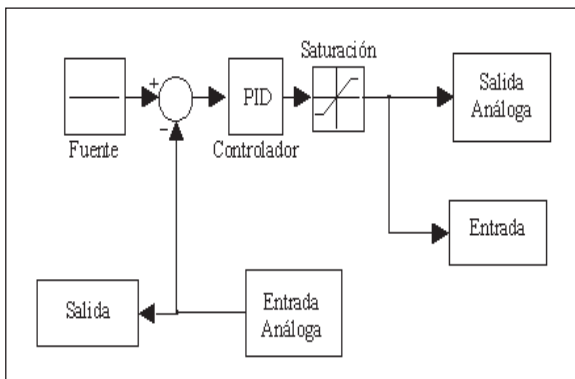 Saturación
+
PID
Salida
Análoga
-
Fuente
Controlador
Entrada
Salida
Entrada
Análoga